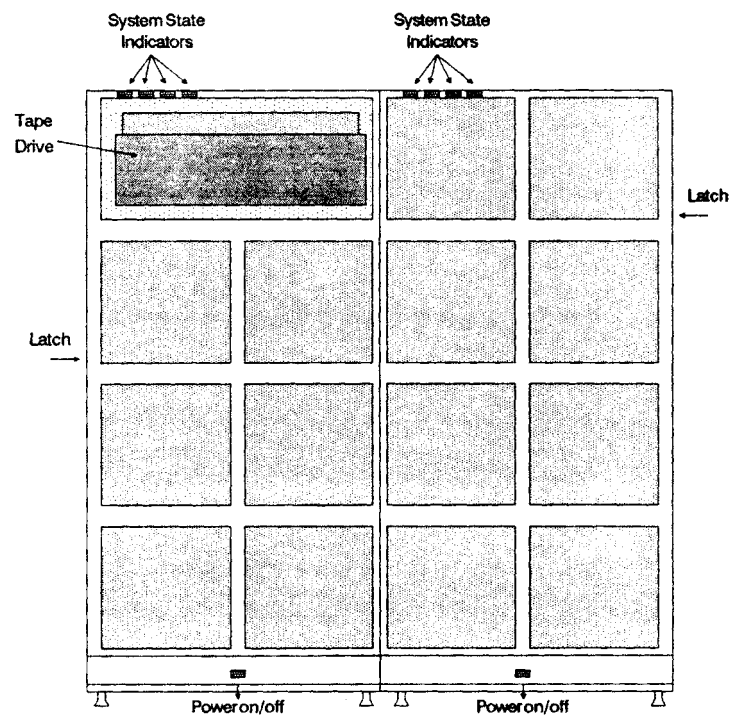 System State
Indicators
System State
Indicators
Tape
Drive
Latch
Latch
Power on/off
Power on/off